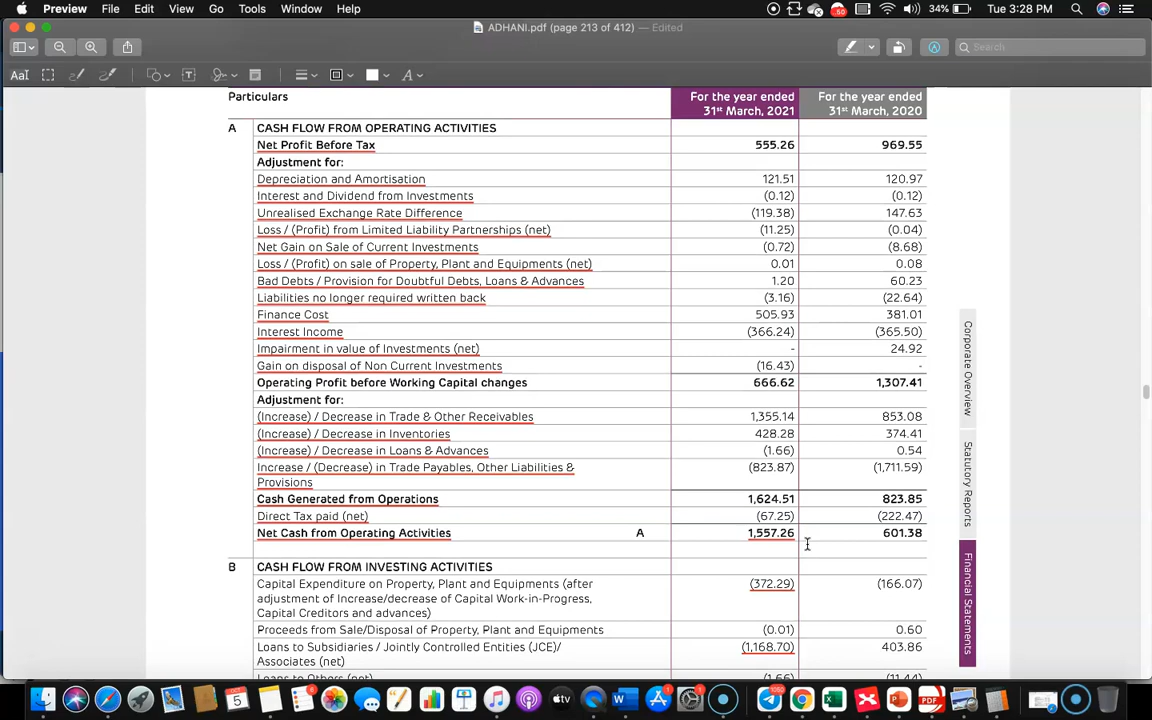 Preview File Edit View Go Tools Window Help 34% Tue 3:28 PM
ADHANI.pdf (page 213 of 412) — Edited
Search
Particulars For the year ended 31st March, 2021 For the year ended 31st March, 2020
A CASH FLOW FROM OPERATING ACTIVITIES
Net Profit Before Tax 555.26 969.55
Adjustment for:
Depreciation and Amortisation 121.51 120.97
Interest and Dividend from Investments (0.12) (0.12)
Unrealised Exchange Rate Difference (119.38) 147.63
Loss / (Profit) from Limited Liability Partnerships (net) (11.25) (0.04)
Net Gain on Sale of Current Investments (0.72) (8.68)
Loss / (Profit) on sale of Property, Plant and Equipments (net) 0.01 0.08
Bad Debts / Provision for Doubtful Debts, Loans & Advances 1.20 60.23
Liabilities no longer required written back (3.16) (22.64)
Finance Cost 505.93 381.01
Interest Income (366.24) (365.50)
Impairment in value of Investments (net) - 24.92
Gain on disposal of Non Current Investments (16.43) -
Operating Profit before Working Capital changes 666.62 1,307.41
Adjustment for:
(Increase) / Decrease in Trade & Other Receivables 1,355.14 853.08
(Increase) / Decrease in Inventories 428.28 374.41
(Increase) / Decrease in Loans & Advances (1.66) 0.54
Increase / (Decrease) in Trade Payables, Other Liabilities & (823.87) (1,711.59)
Provisions
Cash Generated from Operations 1,624.51 823.85
Direct Tax paid (net) (67.25) (222.47)
Net Cash from Operating Activities A 1,557.26 601.38
B CASH FLOW FROM INVESTING ACTIVITIES
Capital Expenditure on Property, Plant and Equipments (after (372.29) (166.07)
adjustment of Increase/decrease of Capital Work-in-Progress,
Capital Creditors and advances)
Proceeds from Sale/Disposal of Property, Plant and Equipments (0.01) 0.60
Loans to Subsidiaries / Jointly Controlled Entities (JCE)/ (1,168.70) 403.86
Associates (net)
Loans to Others (net) (1.66) (11.44)
Corporate Overview
Statutory Reports
Financial Statements